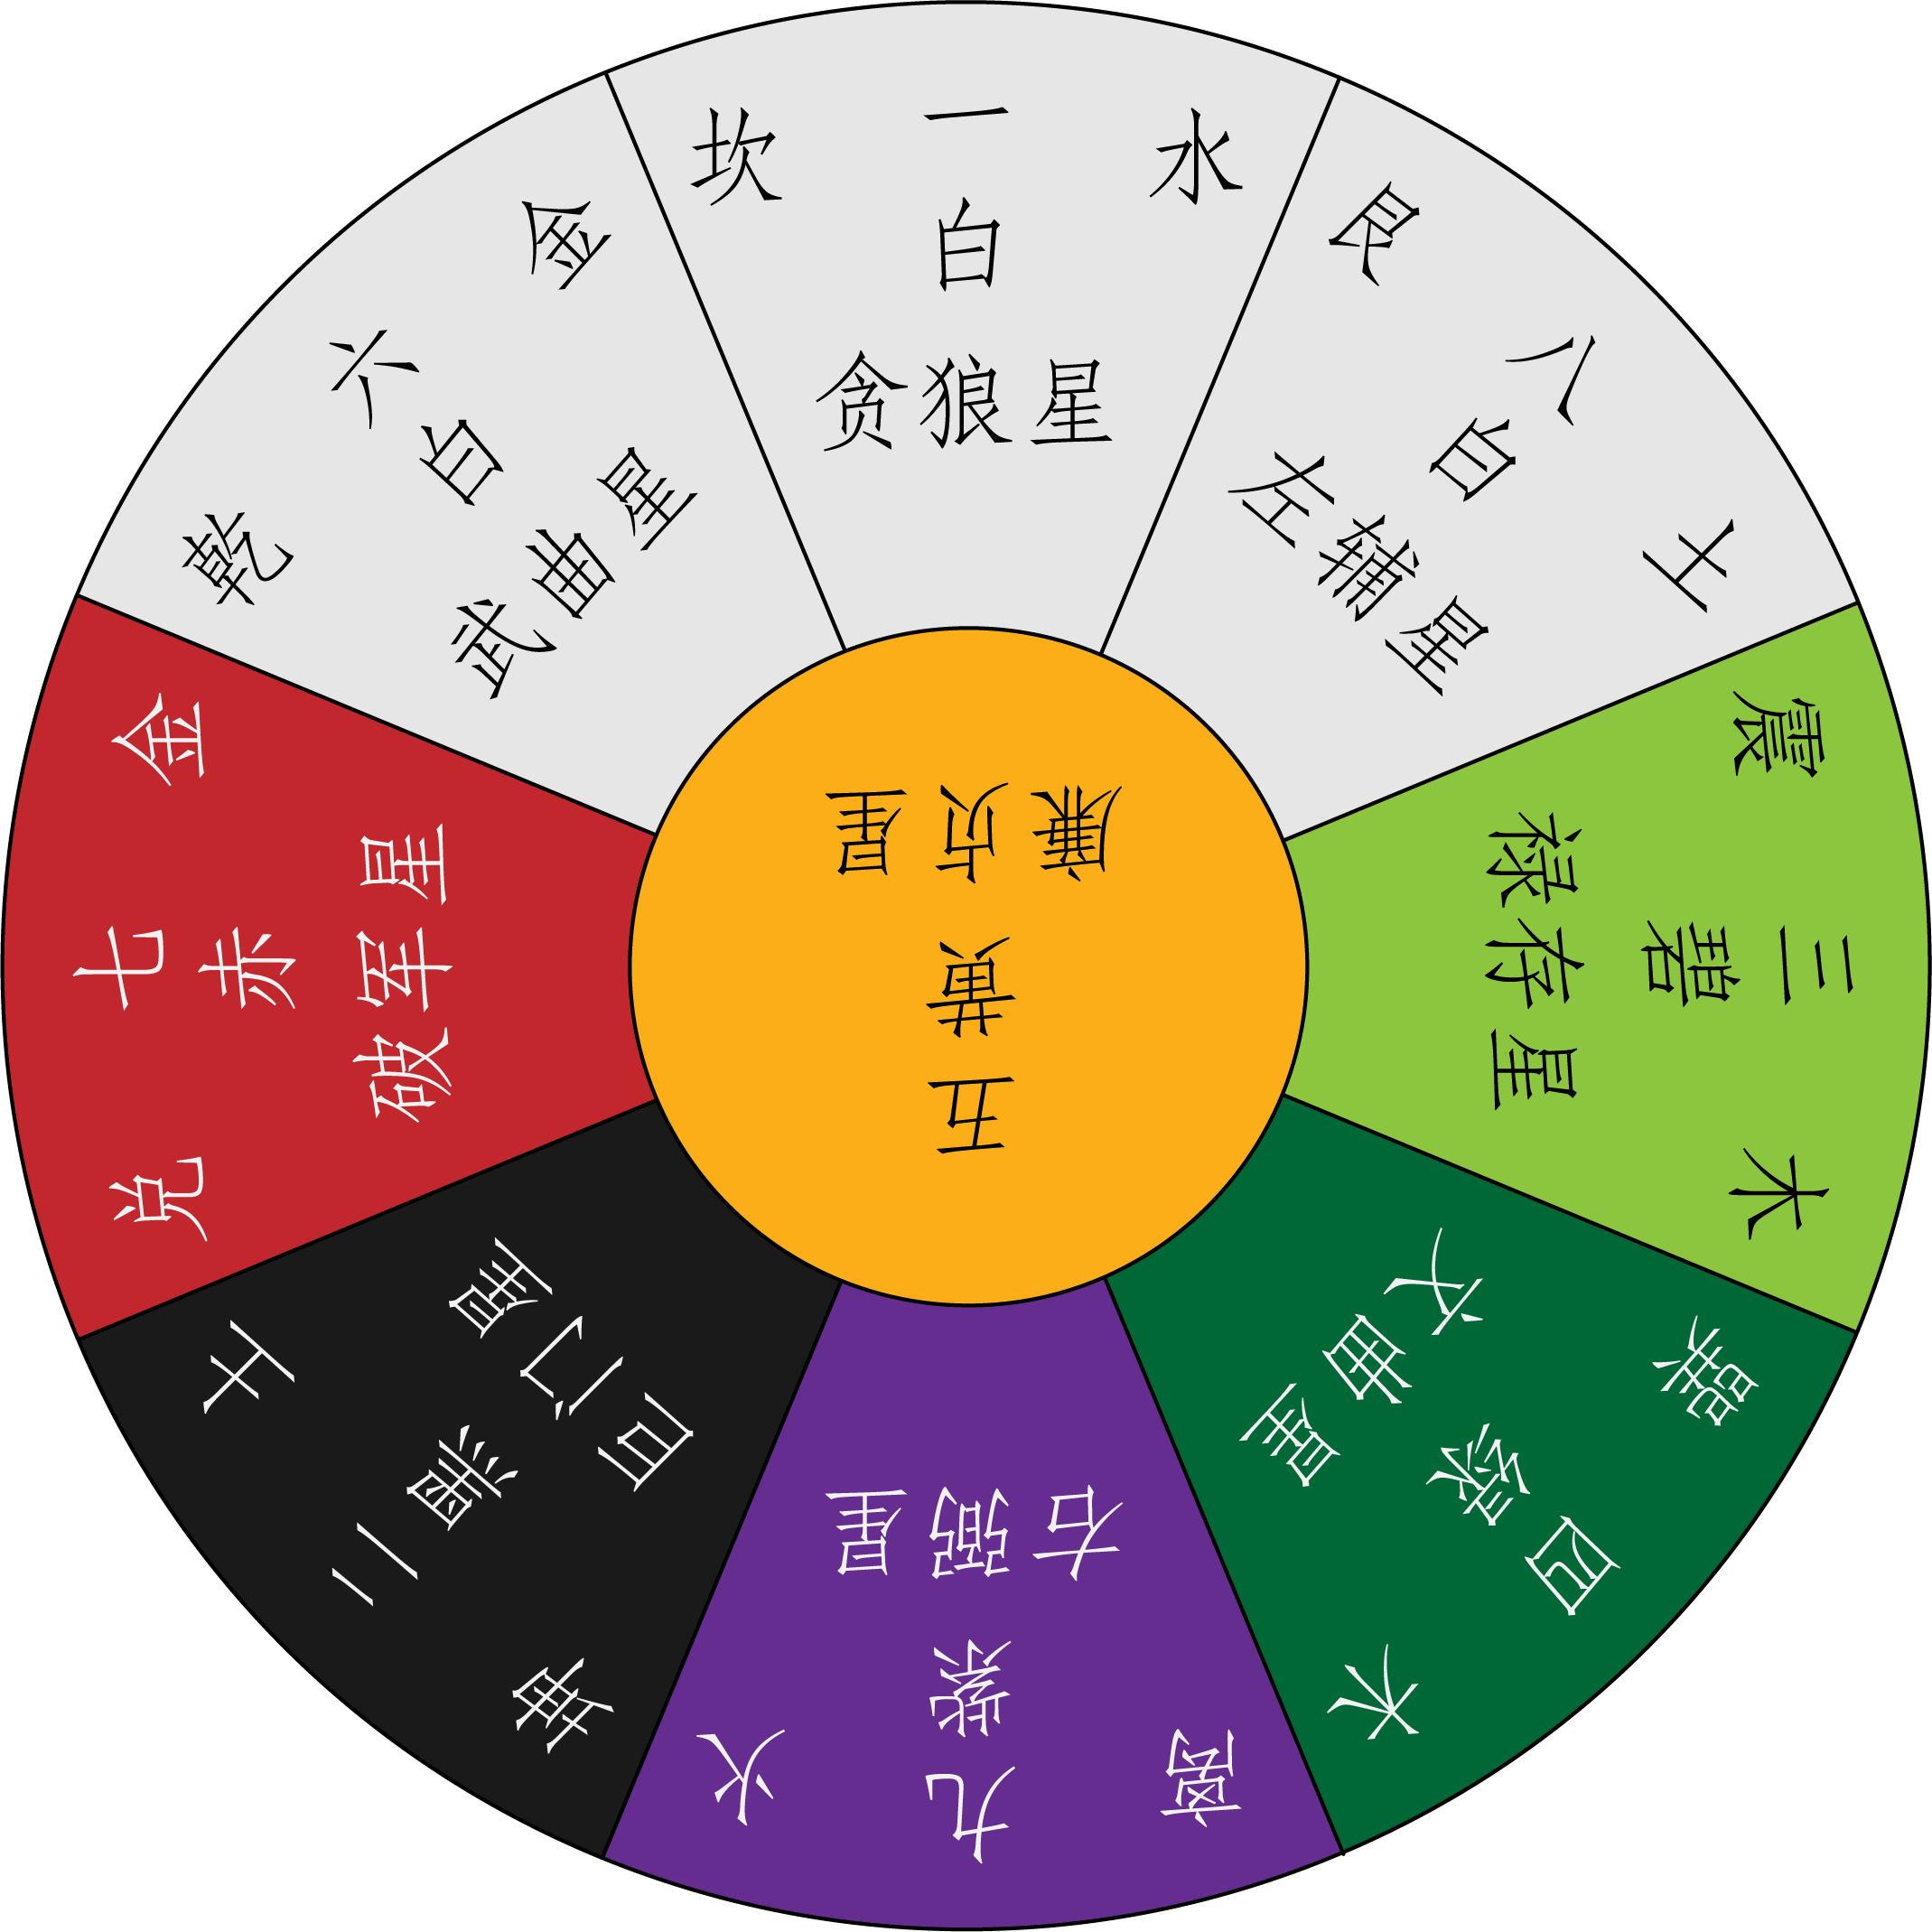 坎 一 水
白
贪狼星
艮 八 土
白
左辅星
震 三 木
碧
禄存星
巽 四 木
绿
文曲星
离 九 火
紫
右弼星
坤 二 土
黑
巨门星
兑 七 金
赤
破军星
乾 六 金
白
武曲星
五
黄
廉贞星